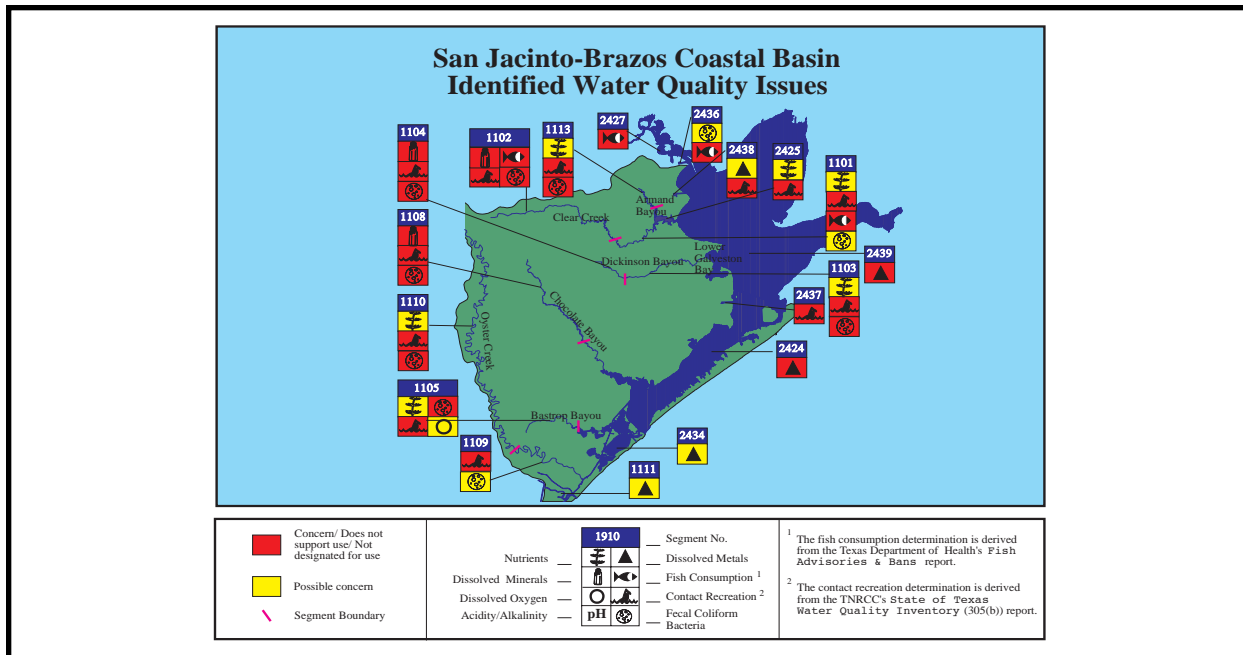 San Jacinto-Brazos Coastal Basin
Identified Water Quality Issues
1104
1102
1113
2427
2436
2438
2425
1101
1108
Armand
Bayou
Clear Creek
Lower
Galveston
Bay
Dickinson Bayou
2439
1103
2437
1110
Oyster Creek
Chocolate Bayou
2424
1105
Bastrop Bayou
1109
2434
1111
Concern/ Does not
support use/ Not
designated for use
Possible concern
Segment Boundary
1910
Segment No.
Nutrients
Dissolved Metals
Dissolved Minerals
Fish Consumption 1
Dissolved Oxygen
Contact Recreation 2
Acidity/Alkalinity
pH
Fecal Coliform
Bacteria
1 The fish consumption determination is derived
from the Texas Department of Health's Fish
Advisories & Bans report.
2 The contact recreation determination is derived
from the TNRCC's State of Texas
Water Quality Inventory (305(b)) report.